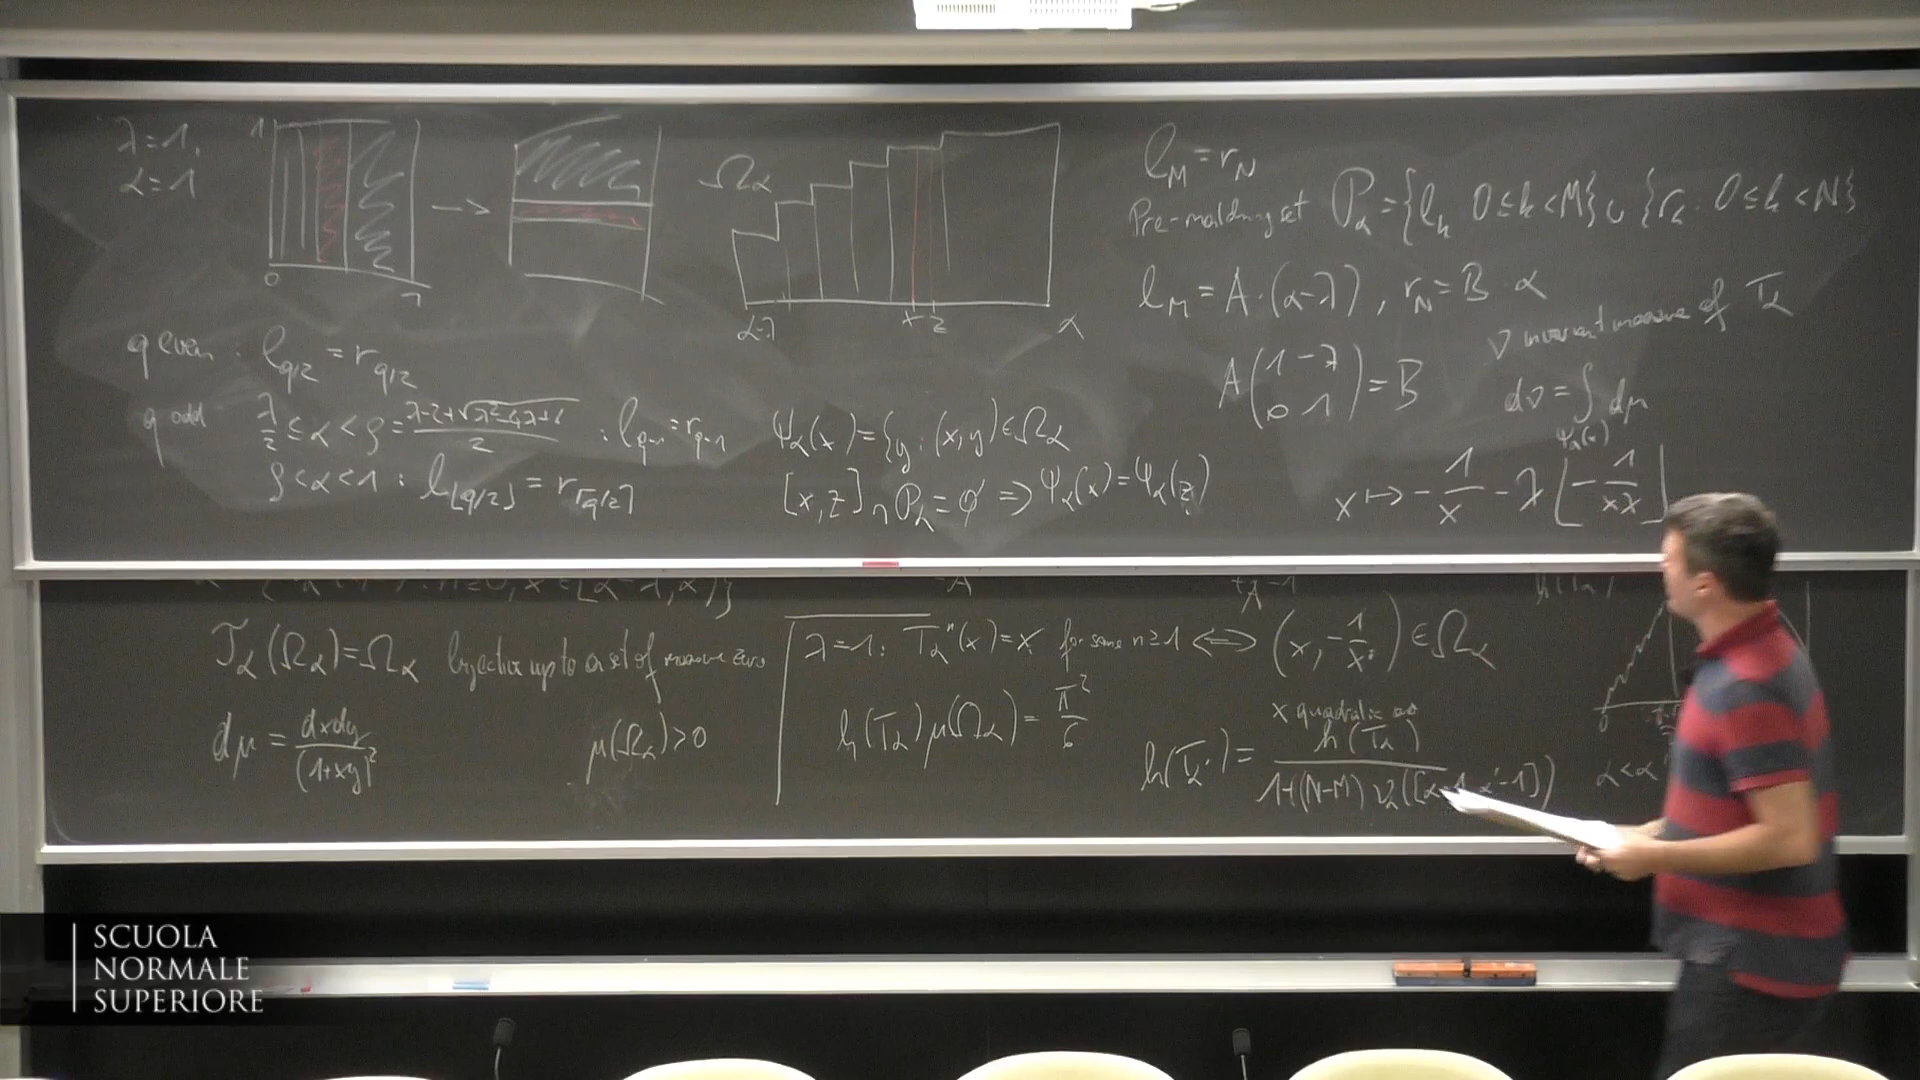 λ=1,
α=1
1
0
1
Ω_α
α-λ
x z
α
q even : l_{q/2} = r_{q/2}
q odd λ/2 ≤ α < ρ = (λ-2+√(λ²-4λ+8))/2 : l_{q-1} = r_{q-1}
ρ < α < 1 : l_{⌊q/2⌋} = r_{⌈q/2⌉}
Ψ_α(x) = {y : (x,y) ∈ Ω_α
[x,z] ∩ P_α = ∅ ⇒ Ψ_α(x) = Ψ_α(z)
l_M = r_N
Pre-matching set P_α = {l_k 0≤k<M} ∪ {r_k : 0≤k<N}
l_M = A·(α-λ), r_N = B·α
A (1 -λ; 0 1) = B
ν invariant measure of T_α
dν = ∫_{Ψ_α(x)} dμ
x ↦ -1/x - λ ⌊-1/(xλ)⌋
T_α(Ω_α) = Ω_α bijective up to a set of measure zero
dμ = dxdy/(1+xy)²
μ(Ω_α) > 0
λ=1: T_α^n(x) = x for some n≥1 ⟺ (x, -1/x*) ∈ Ω_α
x quadratic
h(T_α) μ(Ω_α) = π²/6
h(T_α') = h(T_α) / (1+(N-M) ν_α([α-1, α'-1]))
h(T_α)
0
α<α'
SCUOLA
NORMALE
SUPERIORE